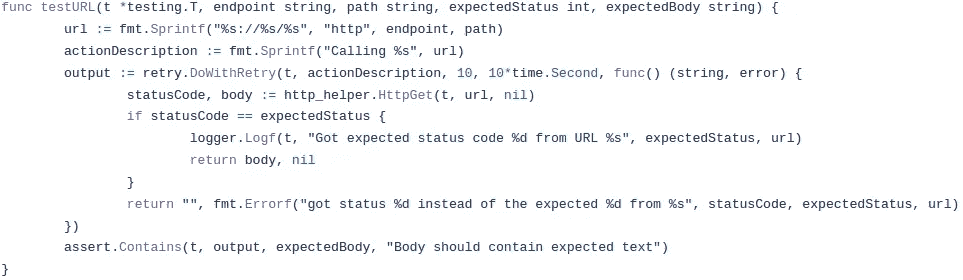 func testURL(t *testing.T, endpoint string, path string, expectedStatus int, expectedBody string) {
        url := fmt.Sprintf("%s://%s/%s", "http", endpoint, path)
        actionDescription := fmt.Sprintf("Calling %s", url)
        output := retry.DoWithRetry(t, actionDescription, 10, 10*time.Second, func() (string, error) {
                statusCode, body := http_helper.HttpGet(t, url, nil)
                if statusCode == expectedStatus {
                        logger.Logf(t, "Got expected status code %d from URL %s", expectedStatus, url)
                        return body, nil
                }
                return "", fmt.Errorf("got status %d instead of the expected %d from %s", statusCode, expectedStatus, url)
        })
        assert.Contains(t, output, expectedBody, "Body should contain expected text")
}